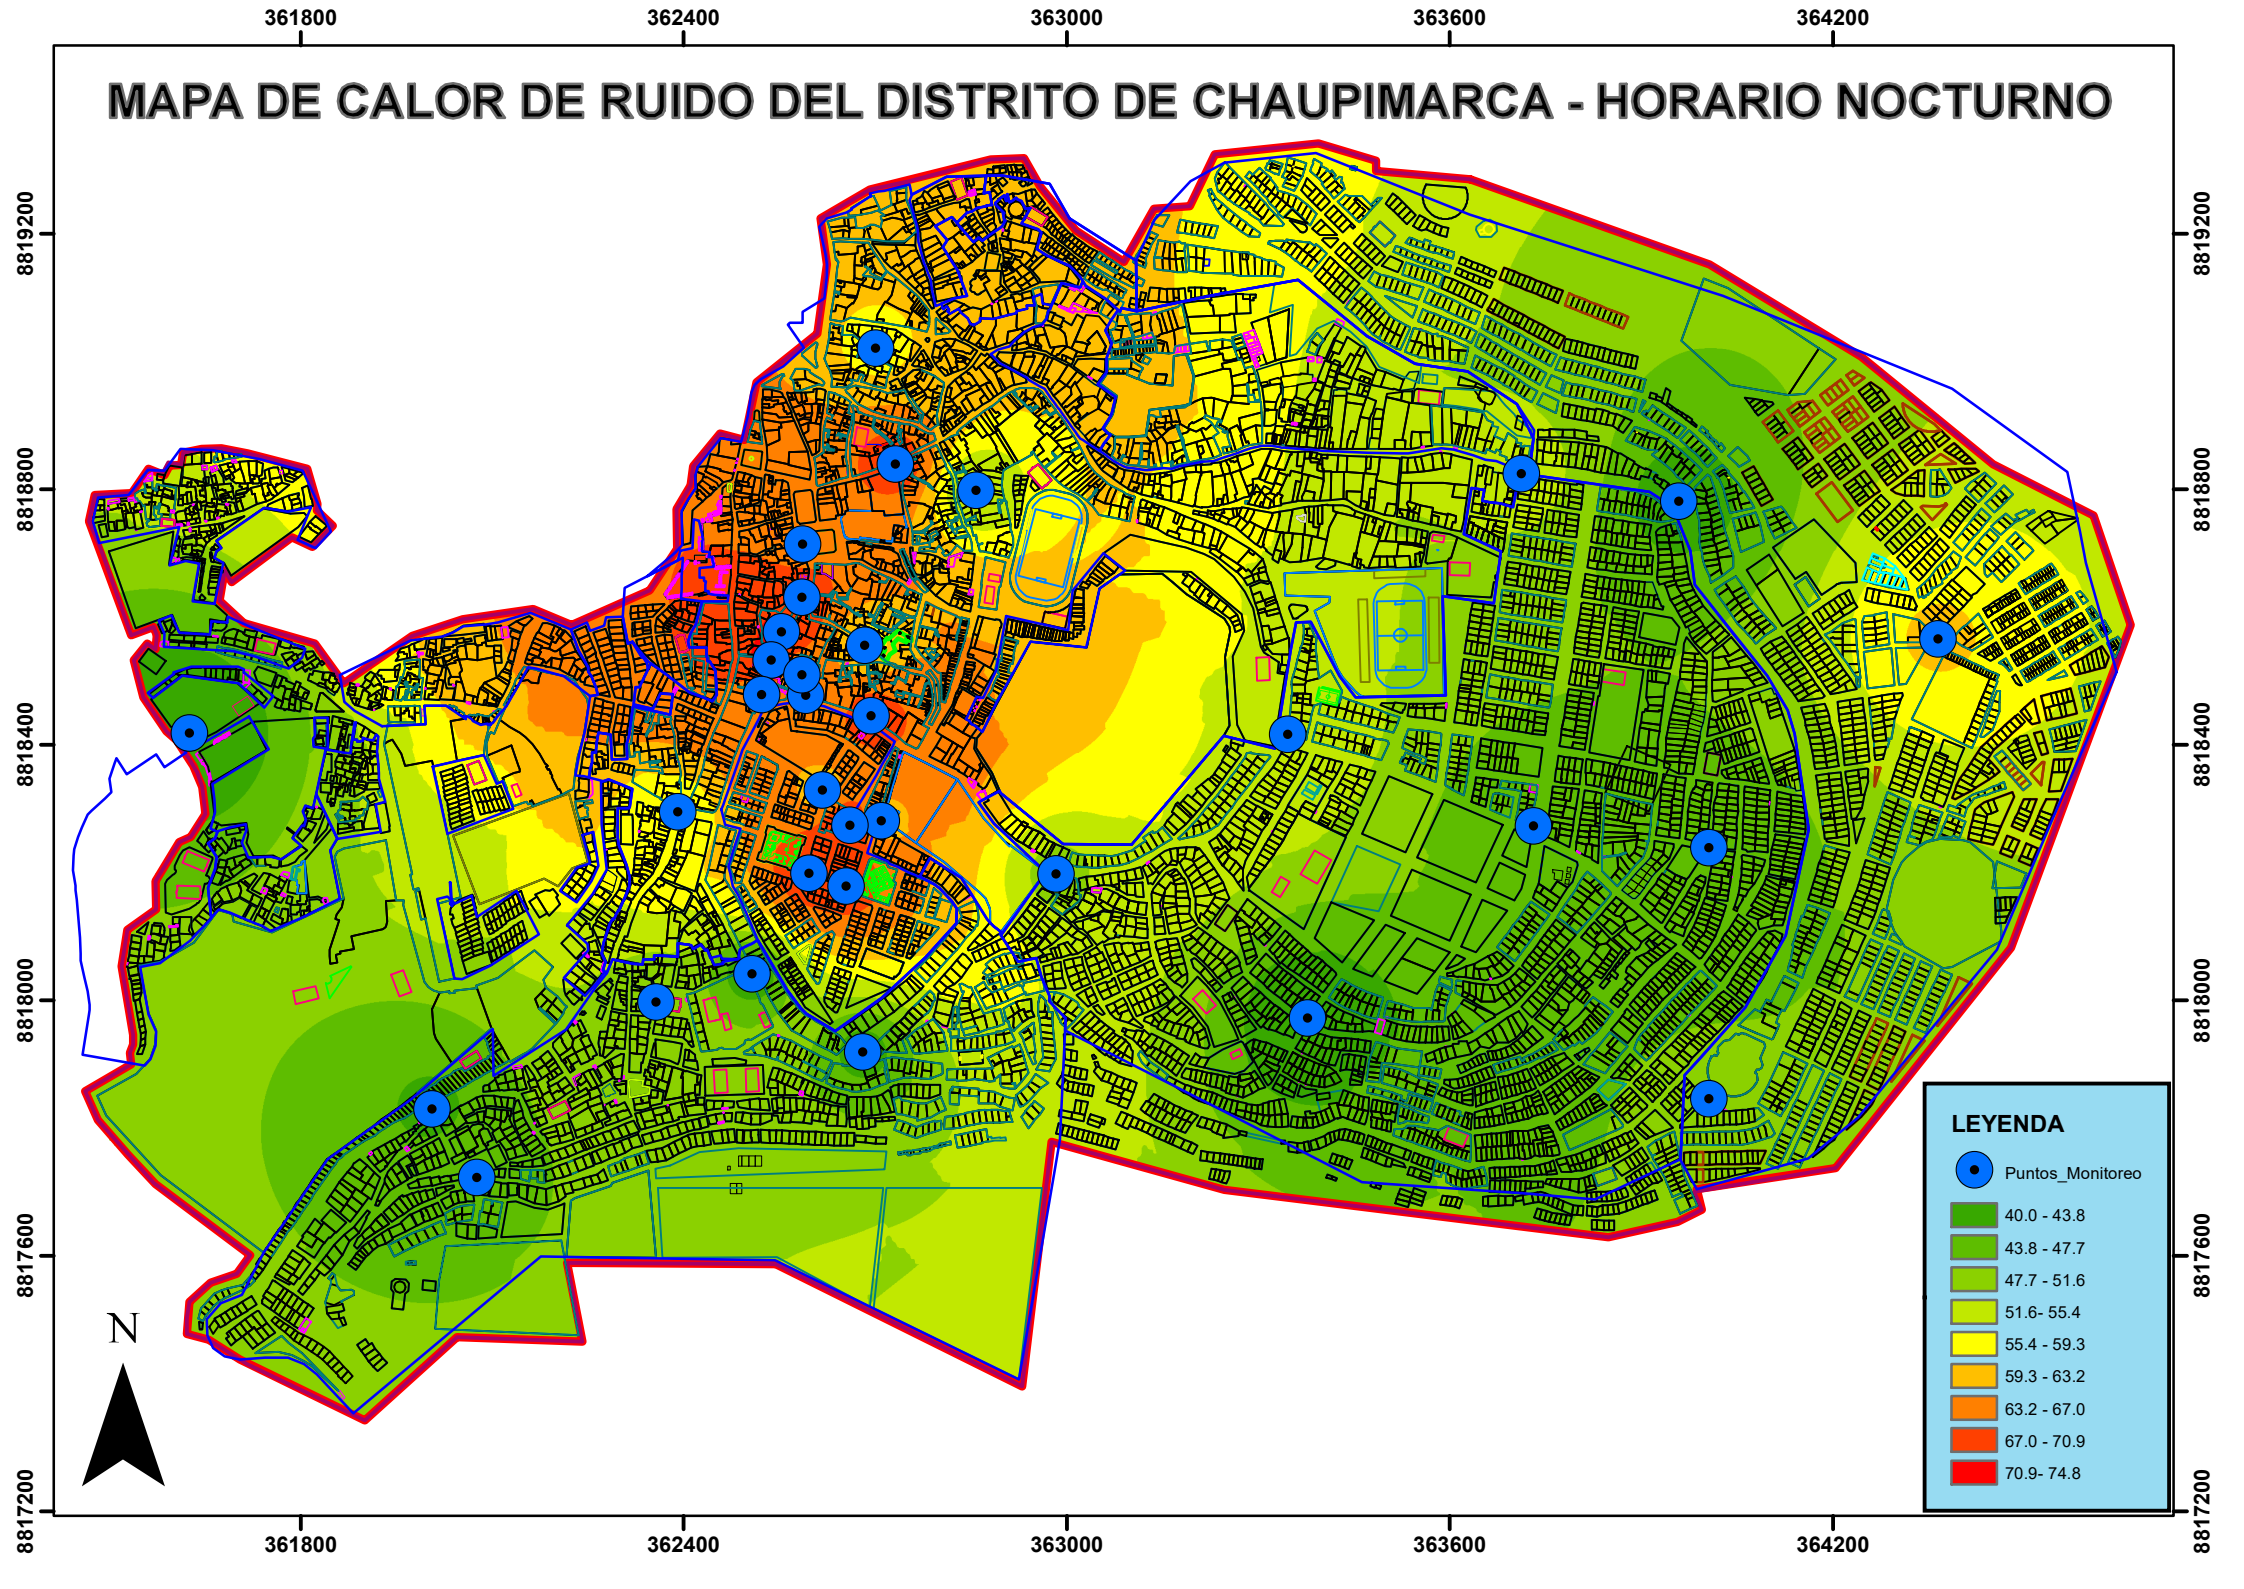 361800 362400 363000 363600 364200
MAPA DE CALOR DE RUIDO DEL DISTRITO DE CHAUPIMARCA - HORARIO NOCTURNO
8819200 8819200
8818800 8818800
8818400 8818400
8818000 8818000
8817600 8817600
8817200 8817200
N
LEYENDA
Puntos_Monitoreo
40.0 - 43.8
43.8 - 47.7
47.7 - 51.6
51.6- 55.4
55.4 - 59.3
59.3 - 63.2
63.2 - 67.0
67.0 - 70.9
70.9- 74.8
361800 362400 363000 363600 364200